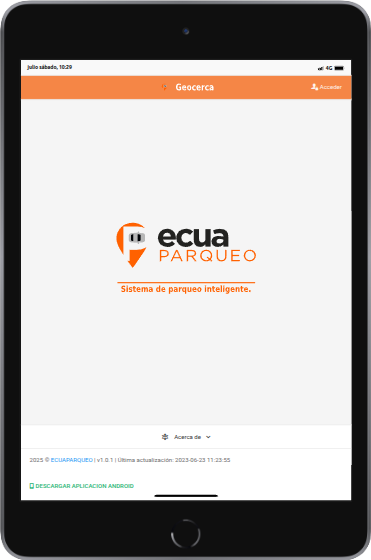 julio sábado, 10:29
4G
Geocerca
Acceder
ecua
PARQUEO
Sistema de parqueo inteligente.
Acerca de
2025 © ECUAPARQUEO | v1.0.1 | Última actualización: 2023-06-23 11:23:55
DESCARGAR APLICACION ANDROID